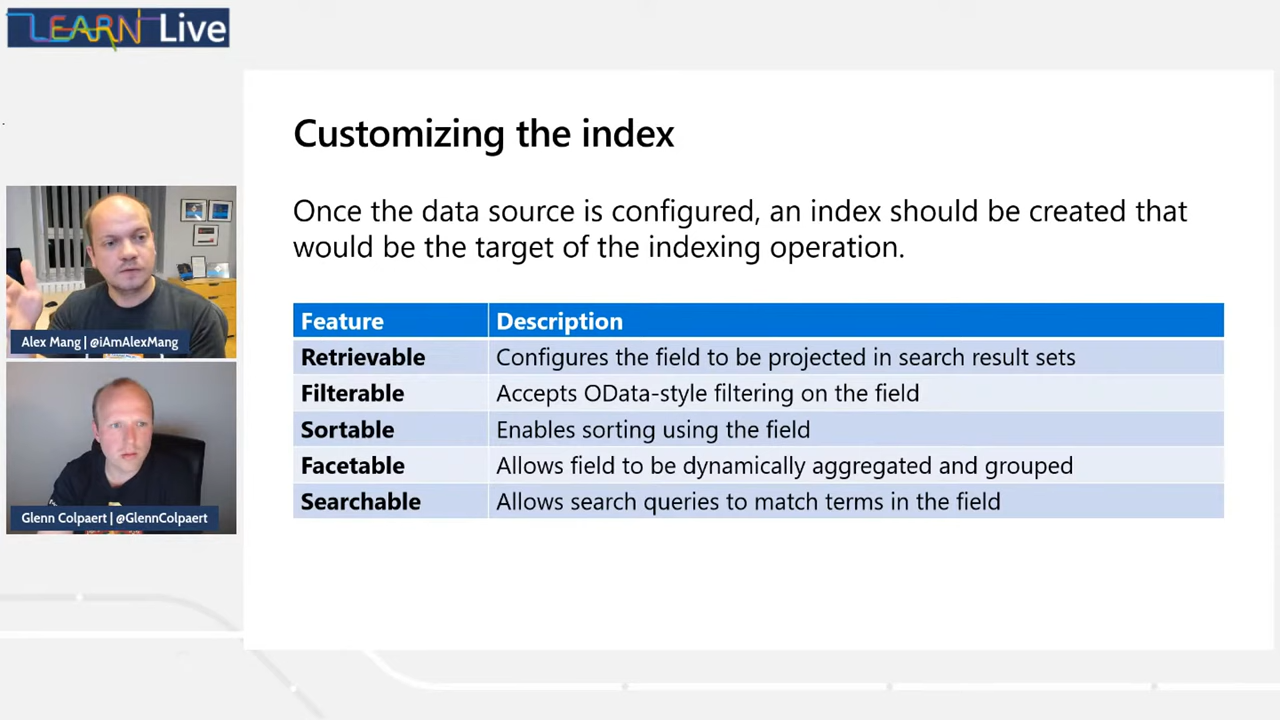 LEARN Live
Customizing the index
Once the data source is configured, an index should be created that
would be the target of the indexing operation.
Feature Description
Retrievable Configures the field to be projected in search result sets
Filterable Accepts OData-style filtering on the field
Sortable Enables sorting using the field
Facetable Allows field to be dynamically aggregated and grouped
Searchable Allows search queries to match terms in the field
Alex Mang | @iAmAlexMang
Glenn Colpaert | @GlennColpaert